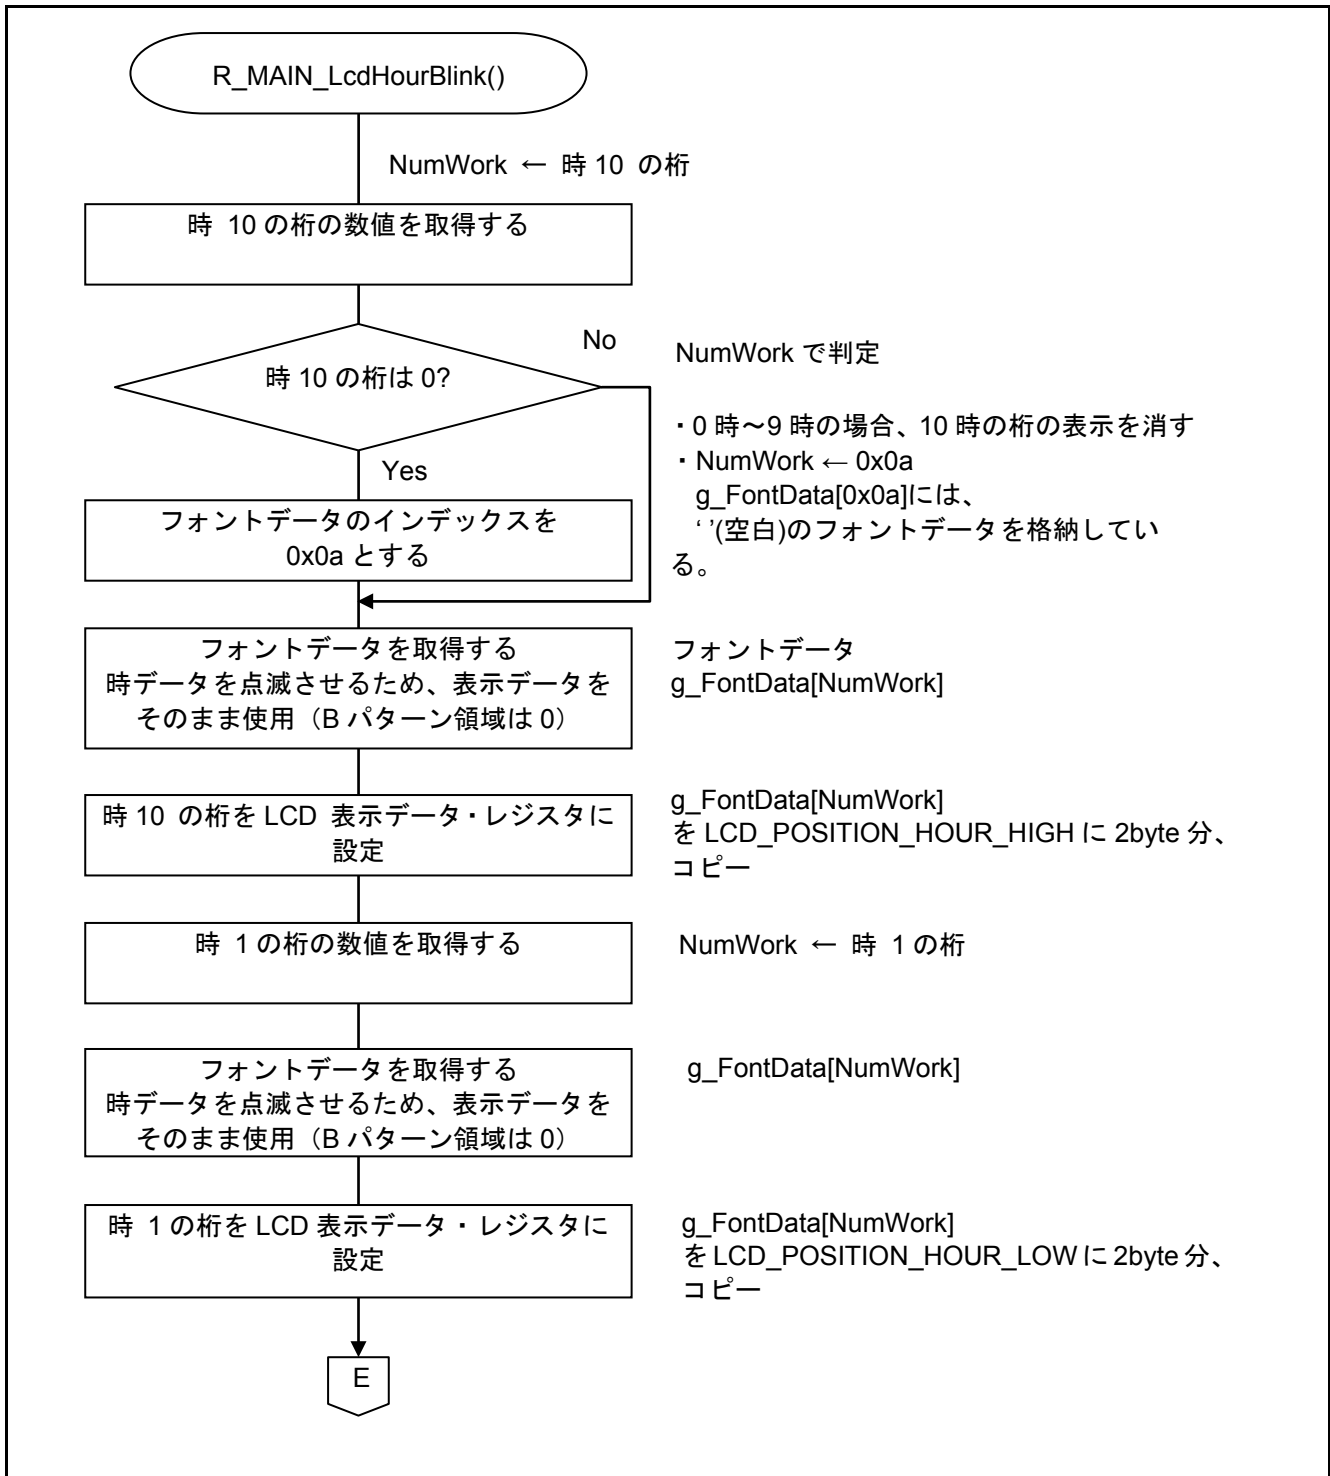 R_MAIN_LcdHourBlink()
NumWork ← 時 10 の桁
時 10 の桁の数値を取得する
No
NumWork で判定
時 10 の桁は 0?
・0 時～9 時の場合、10 時の桁の表示を消す
・NumWork ← 0x0a
g_FontData[0x0a]には、
‘ ’(空白)のフォントデータを格納してい
る。
Yes
フォントデータのインデックスを
0x0a とする
フォントデータを取得する
時データを点滅させるため、表示データを
そのまま使用（B パターン領域は 0）
フォントデータ
g_FontData[NumWork]
時 10 の桁を LCD 表示データ・レジスタに
設定
g_FontData[NumWork]
を LCD_POSITION_HOUR_HIGH に 2byte 分、
コピー
時 1 の桁の数値を取得する
NumWork ← 時 1 の桁
フォントデータを取得する
時データを点滅させるため、表示データを
そのまま使用（B パターン領域は 0）
g_FontData[NumWork]
時 1 の桁を LCD 表示データ・レジスタに
設定
g_FontData[NumWork]
を LCD_POSITION_HOUR_LOW に 2byte 分、
コピー
E